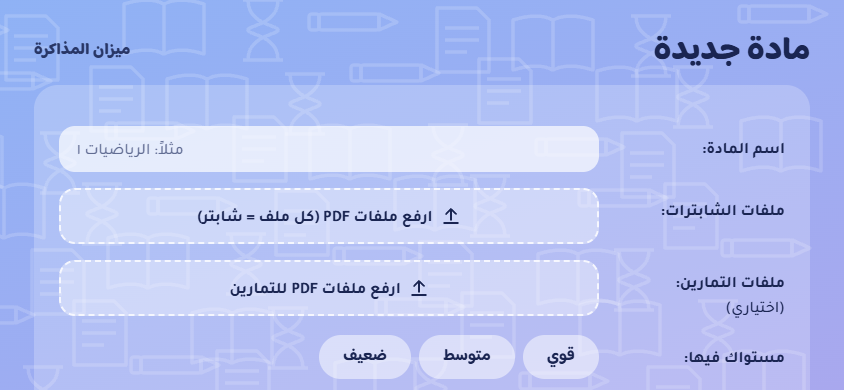 مادة جديدة
ميزان المذاكرة
اسم المادة:
مثلاً: الرياضيات ١
ملفات الشابترات:
ارفع ملفات PDF (كل ملف = شابتر)
ملفات التمارين:
(اختياري)
ارفع ملفات PDF للتمارين
مستواك فيها:
قوي
متوسط
ضعيف